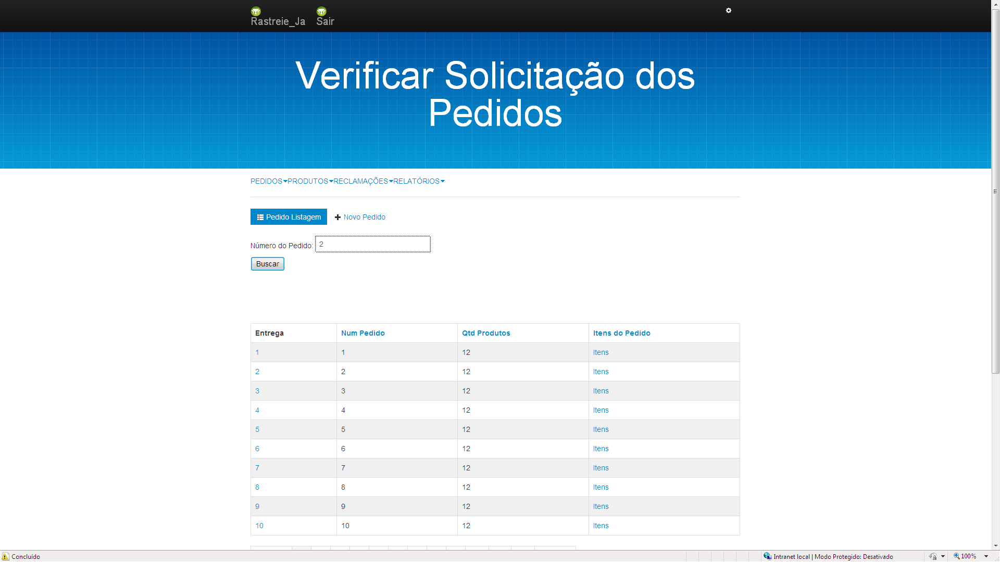 Rastreie_Ja Sair
Verificar Solicitação dos
Pedidos
PEDIDOS PRODUTOS RECLAMAÇÕES RELATÓRIOS
Pedido Listagem Novo Pedido
Número do Pedido: 2
Buscar
Entrega Num Pedido Qtd Produtos Itens do Pedido
1 1 12 Itens
2 2 12 Itens
3 3 12 Itens
4 4 12 Itens
5 5 12 Itens
6 6 12 Itens
7 7 12 Itens
8 8 12 Itens
9 9 12 Itens
10 10 12 Itens
Concluído Intranet local | Modo Protegido: Desativado 100%